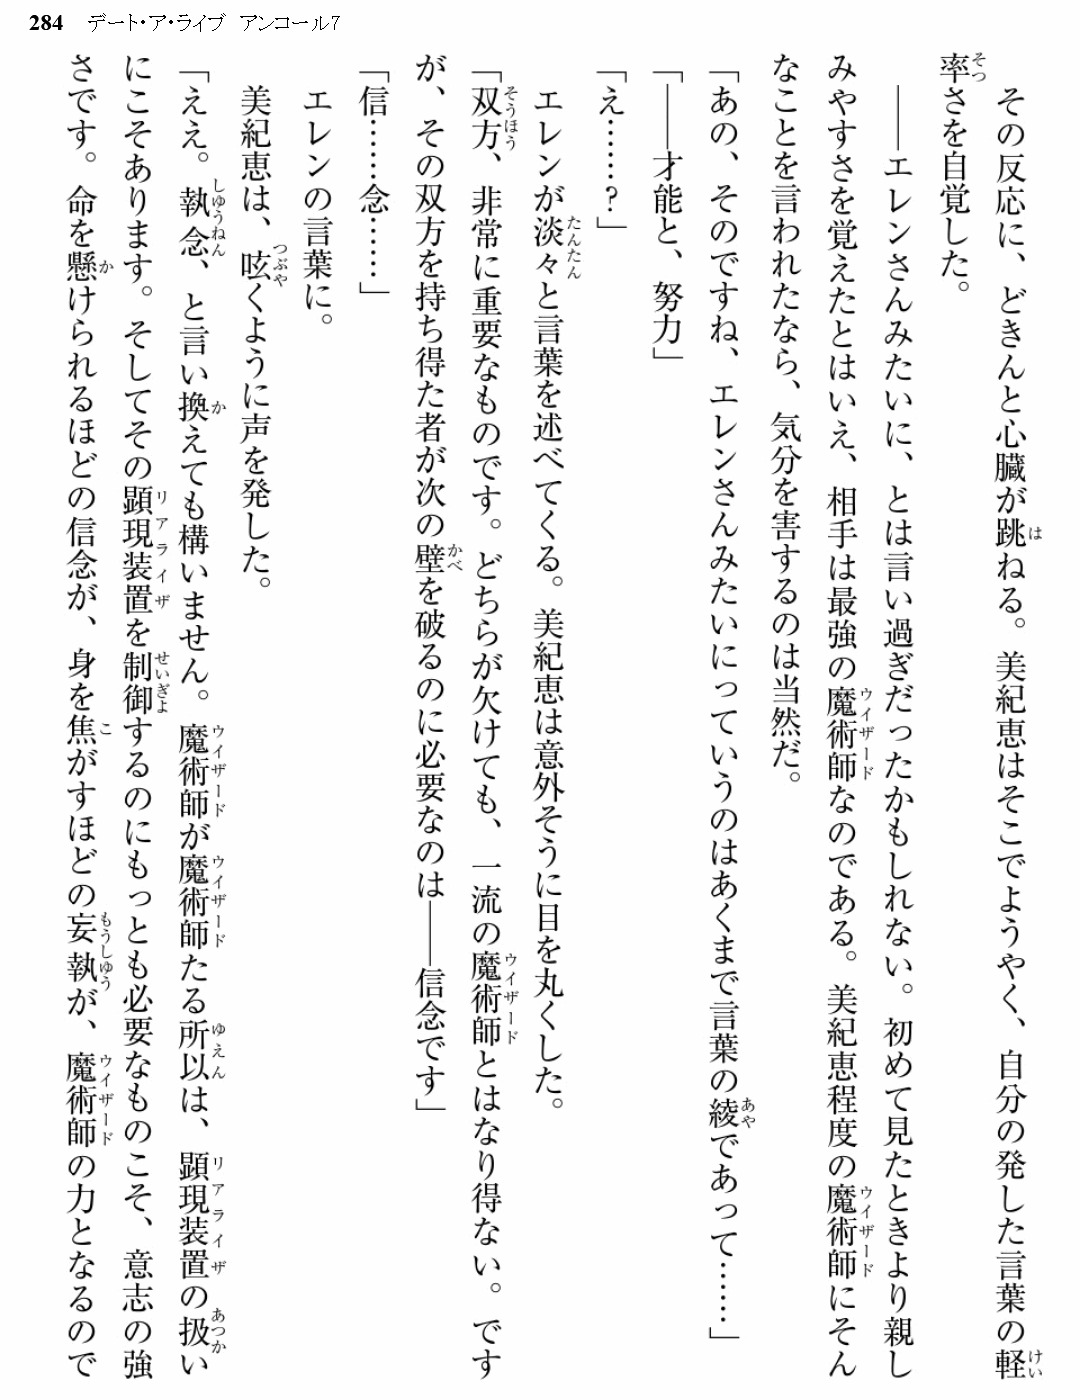 284 デート・ア・ライブ アンコール7
その反応に、どきんと心臓が跳ねる。美紀恵はそこでようやく、自分の発した言葉の軽
率さを自覚した。
――エレンさんみたいに、とは言い過ぎだったかもしれない。初めて見たときより親し
みやすさを覚えたとはいえ、相手は最強の魔術師なのである。美紀恵程度の魔術師にそん
なことを言われたなら、気分を害するのは当然だ。
「あの、そのですね、エレンさんみたいにっていうのはあくまで言葉の綾であって……」
「――才能と、努力」
「え……?」
エレンが淡々と言葉を述べてくる。美紀恵は意外そうに目を丸くした。
「双方、非常に重要なものです。どちらが欠けても、一流の魔術師とはなり得ない。です
が、その双方を持ち得た者が次の壁を破るのに必要なのは――信念です」
「信……念……」
エレンの言葉に。
美紀恵は、呟くように声を発した。
「ええ。執念、と言い換えても構いません。魔術師が魔術師たる所以は、顕現装置の扱い
にこそあります。そしてその顕現装置を制御するのにもっとも必要なものこそ、意志の強
さです。命を懸けられるほどの信念が、身を焦がすほどの妄執が、魔術師の力となるので